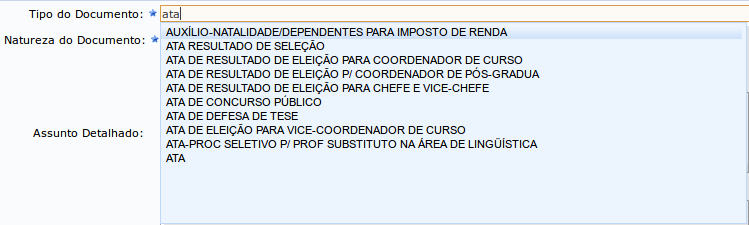 Tipo do Documento: ata
AUXÍLIO-NATALIDADE/DEPENDENTES PARA IMPOSTO DE RENDA
Natureza do Documento:
ATA RESULTADO DE SELEÇÃO
ATA DE RESULTADO DE ELEIÇÃO PARA COORDENADOR DE CURSO
ATA DE RESULTADO DE ELEIÇÃO P/ COORDENADOR DE PÓS-GRADUA
ATA DE RESULTADO DE ELEIÇÃO PARA CHEFE E VICE-CHEFE
ATA DE CONCURSO PÚBLICO
ATA DE DEFESA DE TESE
Assunto Detalhado:
ATA DE ELEIÇÃO PARA VICE-COORDENADOR DE CURSO
ATA-PROC SELETIVO P/ PROF SUBSTITUTO NA ÁREA DE LINGÜÍSTICA
ATA